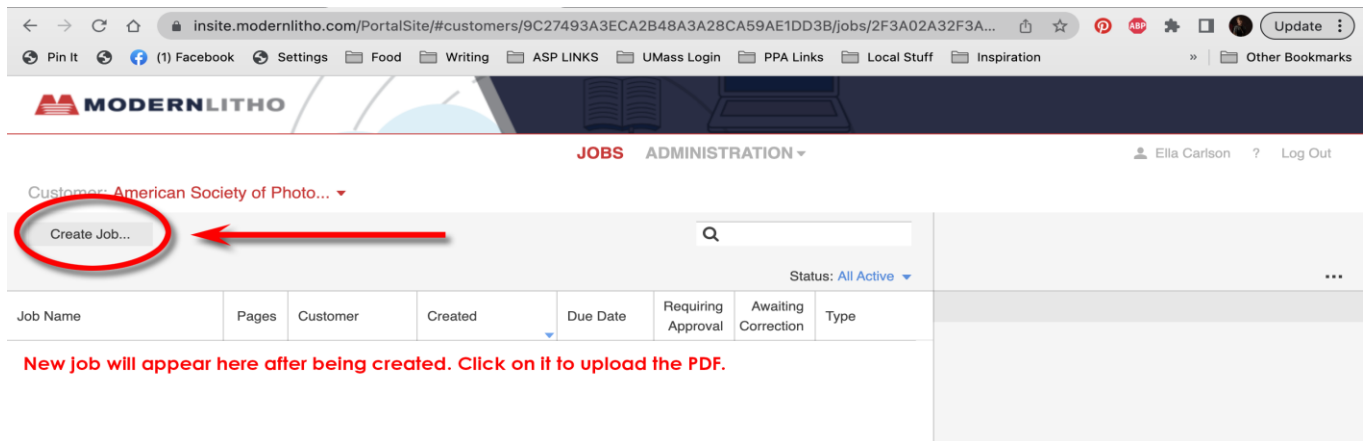 insite.modernlitho.com/PortalSite/#customers/9C27493A3ECA2B48A3A28CA59AE1DD3B/jobs/2F3A02A32F3A... ABP Update
Pin It (1) Facebook Settings Food Writing ASP LINKS UMass Login PPA Links Local Stuff Inspiration » Other Bookmarks
MODERNLITHO
JOBS ADMINISTRATION Ella Carlson ? Log Out
Customer: American Society of Photo...
Create Job...
Status: All Active ...
Job Name Pages Customer Created Due Date Requiring Approval Awaiting Correction Type
New job will appear here after being created. Click on it to upload the PDF.